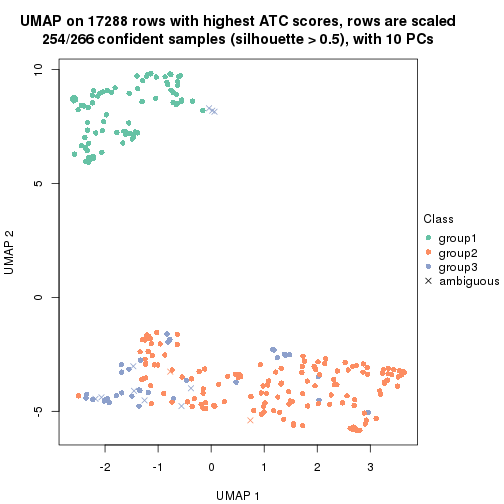 UMAP on 17288 rows with highest ATC scores, rows are scaled
254/266 confident samples (silhouette > 0.5), with 10 PCs
10
5
0
-5
UMAP 2
-2
-1
0
1
2
3
UMAP 1
Class
group1
group2
group3
ambiguous